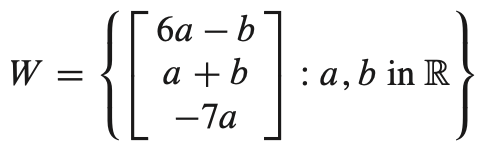 W = { [ 6a − b
a + b
−7a ] : a, b in ℝ }